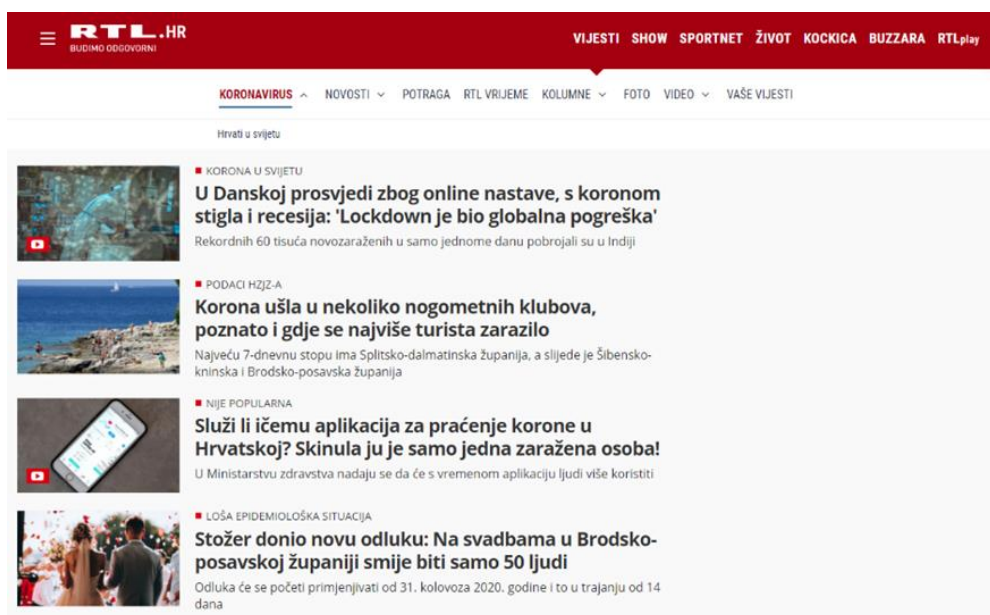 RTL.HR
BUDIMO ODGOVORNI
VIJESTI SHOW SPORTNET ŽIVOT KOCKICA BUZZARA RTLplay
KORONAVIRUS NOVOSTI POTRAGA RTL VRIJEME KOLUMNE FOTO VIDEO VAŠE VIJESTI
Hrvati u svijetu
KORONA U SVIJETU
U Danskoj prosvjedi zbog online nastave, s koronom
stigla i recesija: 'Lockdown je bio globalna pogreška'
Rekordnih 60 tisuća novozaraženih u samo jednome danu pobrojali su u Indiji
PODACI HZJZ-A
Korona ušla u nekoliko nogometnih klubova,
poznato i gdje se najviše turista zarazilo
Najveću 7-dnevnu stopu ima Splitsko-dalmatinska županija, a slijede je Šibensko-
kninska i Brodsko-posavska županija
NIJE POPULARNA
Služi li ičemu aplikacija za praćenje korone u
Hrvatskoj? Skinula ju je samo jedna zaražena osoba!
U Ministarstvu zdravstva nadaju se da će s vremenom aplikaciju ljudi više koristiti
LOŠA EPIDEMIOLOŠKA SITUACIJA
Stožer donio novu odluku: Na svadbama u Brodsko-
posavskoj županiji smije biti samo 50 ljudi
Odluka će se početi primjenjivati od 31. kolovoza 2020. godine i to u trajanju od 14
dana